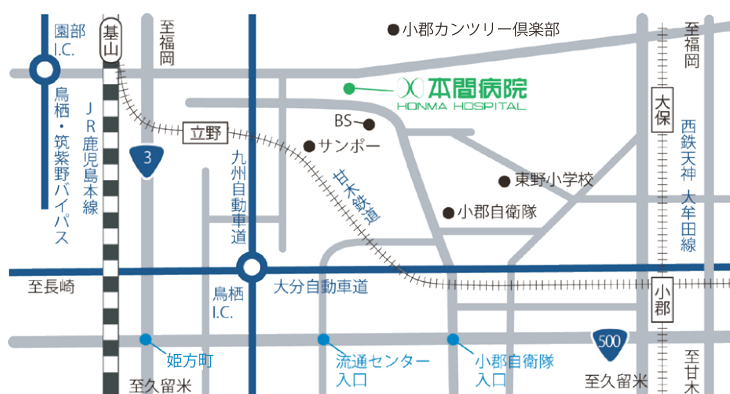 園部
I.C.
基山
至福岡
小郡カンツリー倶楽部
至福岡
本間病院
HONMA HOSPITAL
鳥栖・筑紫野バイパス
JR鹿児島本線
3
立野
九州自動車道
BS
サンポー
甘木鉄道
東野小学校
小郡自衛隊
大保
西鉄天神 大牟田線
至長崎
鳥栖
I.C.
大分自動車道
小郡
姫方町
流通センター
入口
小郡自衛隊
入口
500
至久留米
至久留米
至甘木